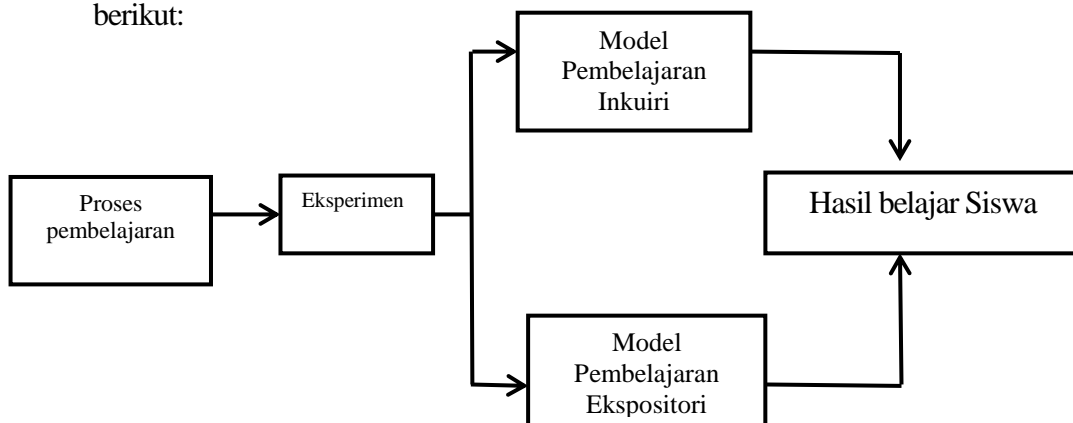 berikut:
Model
Pembelajaran
Inkuiri
Proses
pembelajaran
Eksperimen
Hasil belajar Siswa
Model
Pembelajaran
Ekspositori